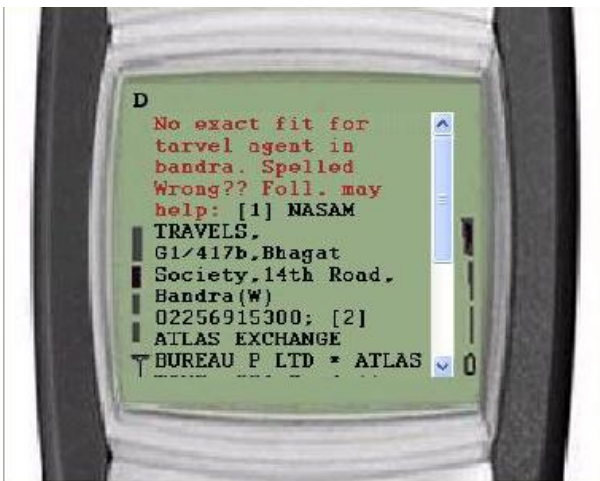 D
No exact fit for
tarvel agent in
bandra. Spelled
Wrong?? Foll. may
help: [1] NASAM
TRAVELS,
G1/417b,Bhagat
Society,14th Road,
Bandra(W)
02256915300; [2]
ATLAS EXCHANGE
BUREAU P LTD * ATLAS